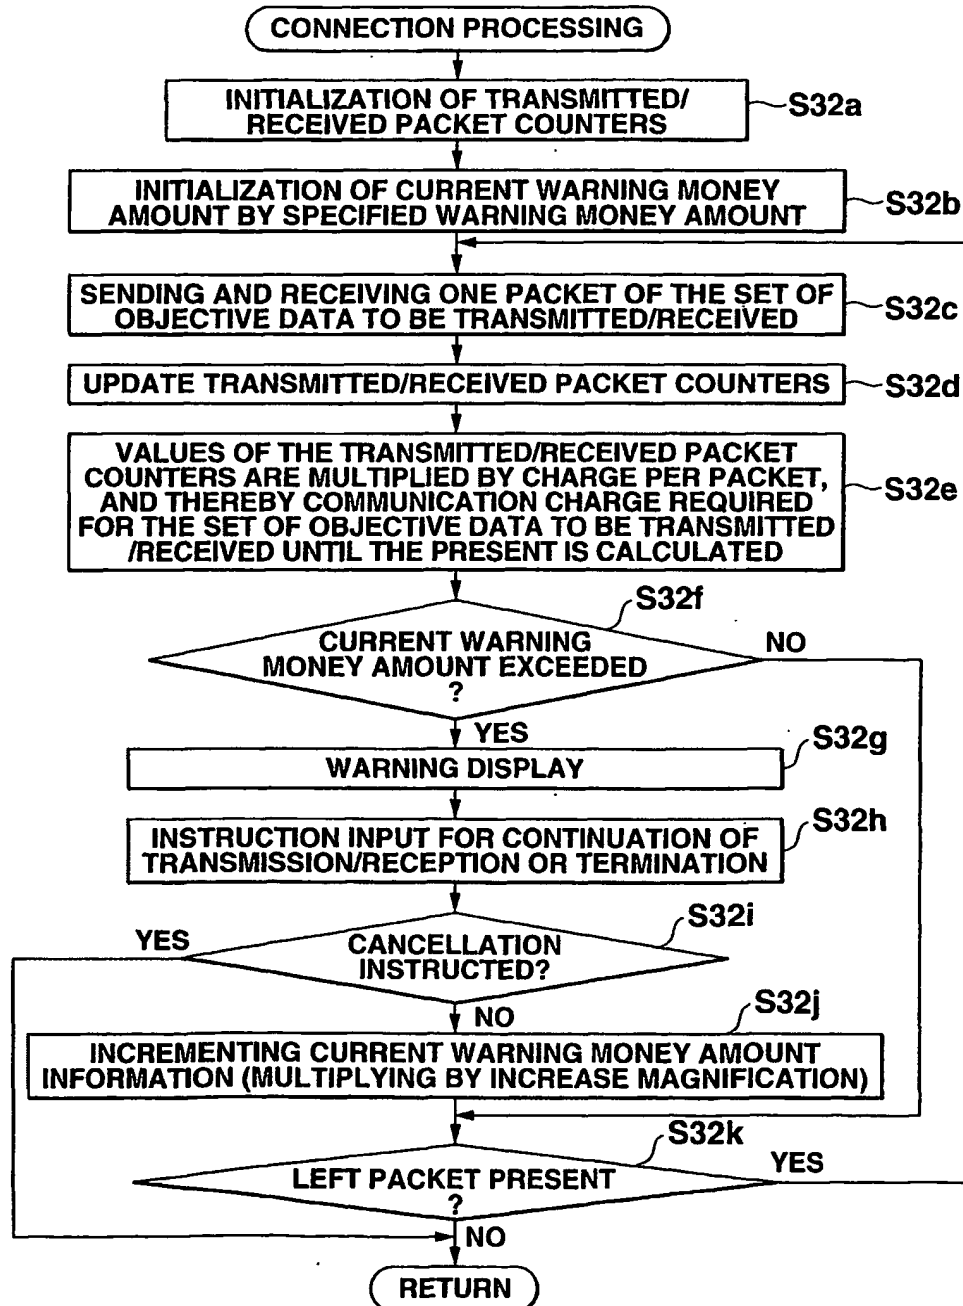 CONNECTION PROCESSING
INITIALIZATION OF TRANSMITTED/
RECEIVED PACKET COUNTERS
S32a
INITIALIZATION OF CURRENT WARNING MONEY
AMOUNT BY SPECIFIED WARNING MONEY AMOUNT
S32b
SENDING AND RECEIVING ONE PACKET OF THE SET OF
OBJECTIVE DATA TO BE TRANSMITTED/RECEIVED
S32c
UPDATE TRANSMITTED/RECEIVED PACKET COUNTERS
S32d
VALUES OF THE TRANSMITTED/RECEIVED PACKET
COUNTERS ARE MULTIPLIED BY CHARGE PER PACKET,
AND THEREBY COMMUNICATION CHARGE REQUIRED
FOR THE SET OF OBJECTIVE DATA TO BE TRANSMITTED
/RECEIVED UNTIL THE PRESENT IS CALCULATED
S32e
S32f
CURRENT WARNING
MONEY AMOUNT EXCEEDED
?
NO
YES
S32g
WARNING DISPLAY
S32h
INSTRUCTION INPUT FOR CONTINUATION OF
TRANSMISSION/RECEPTION OR TERMINATION
S32i
YES
CANCELLATION
INSTRUCTED?
NO
S32j
INCREMENTING CURRENT WARNING MONEY AMOUNT
INFORMATION (MULTIPLYING BY INCREASE MAGNIFICATION)
S32k
LEFT PACKET PRESENT
?
YES
NO
RETURN